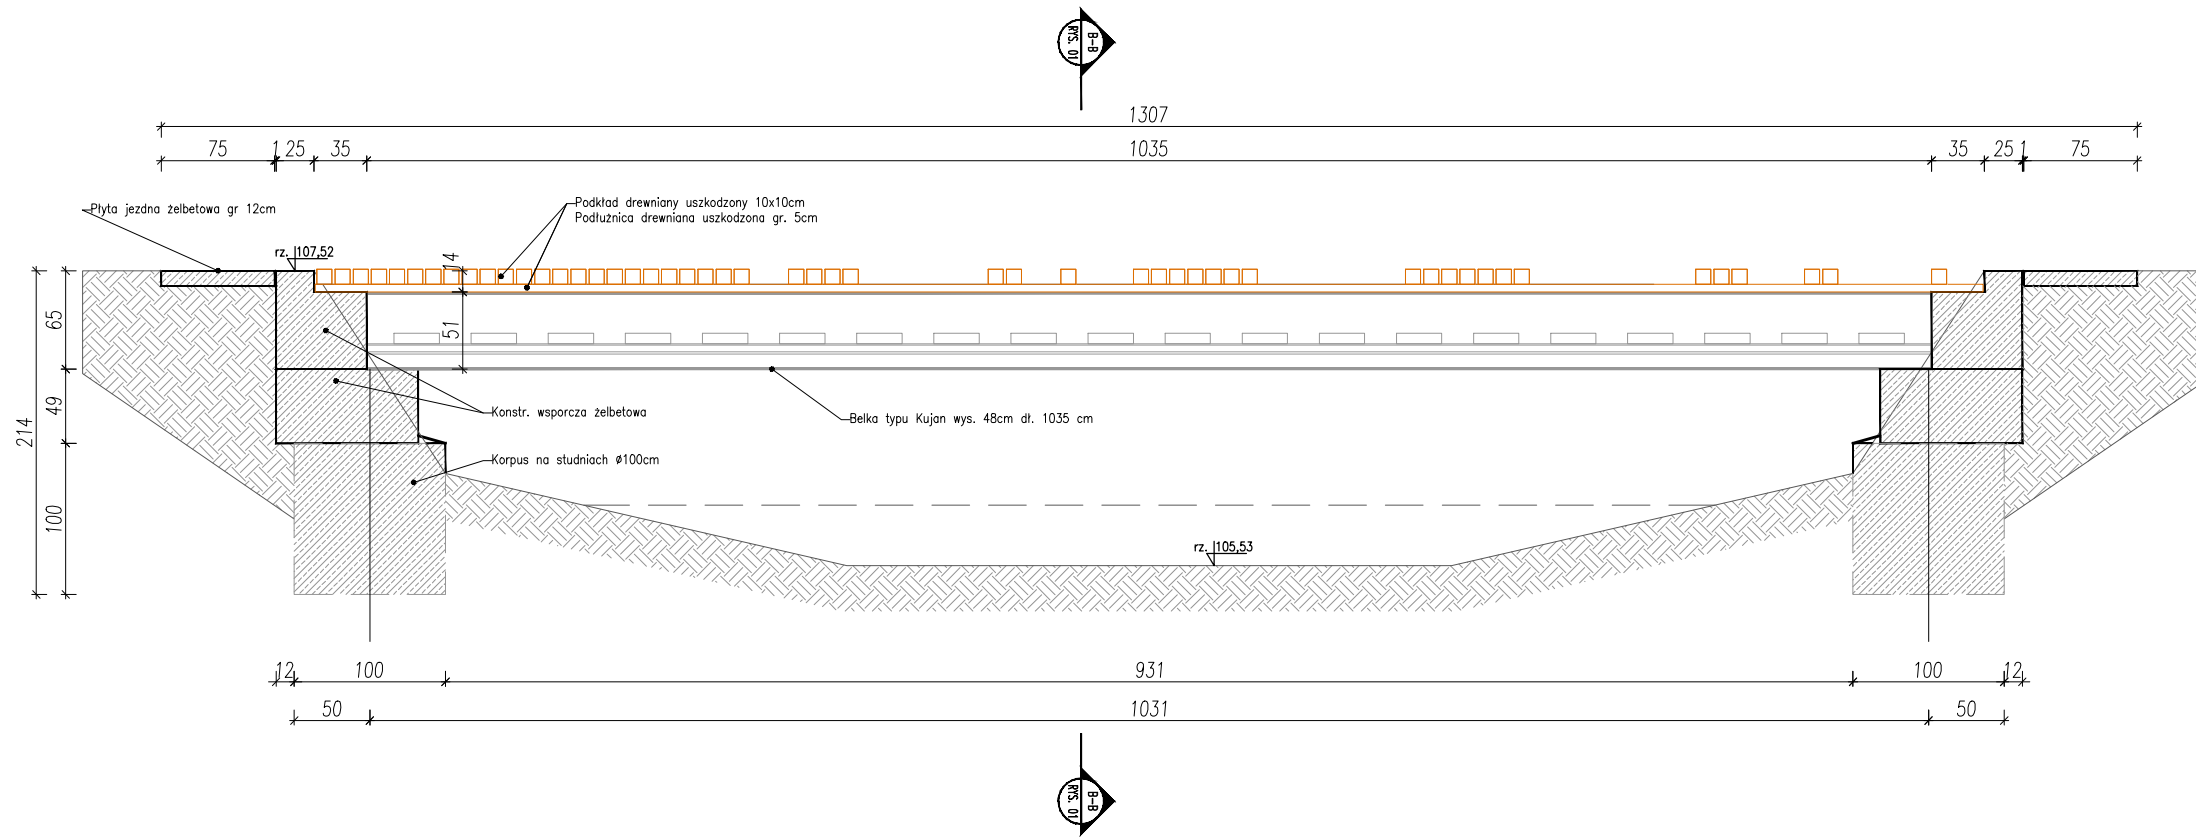 B-B
RYS. 01
1307
75
1
25
35
1035
35
25
1
75
Płyta jezdna żelbetowa gr 12cm
Podkład drewniany uszkodzony 10x10cm
Podłużnica drewniana uszkodzona gr. 5cm
rz. 107,52
14
65
51
49
214
Konstr. wsporcza żelbetowa
Belka typu Kujan wys. 48cm dł. 1035 cm
Korpus na studniach ø100cm
100
rz. 105,53
12
100
931
100
12
50
1031
50
B-B
RYS. 01